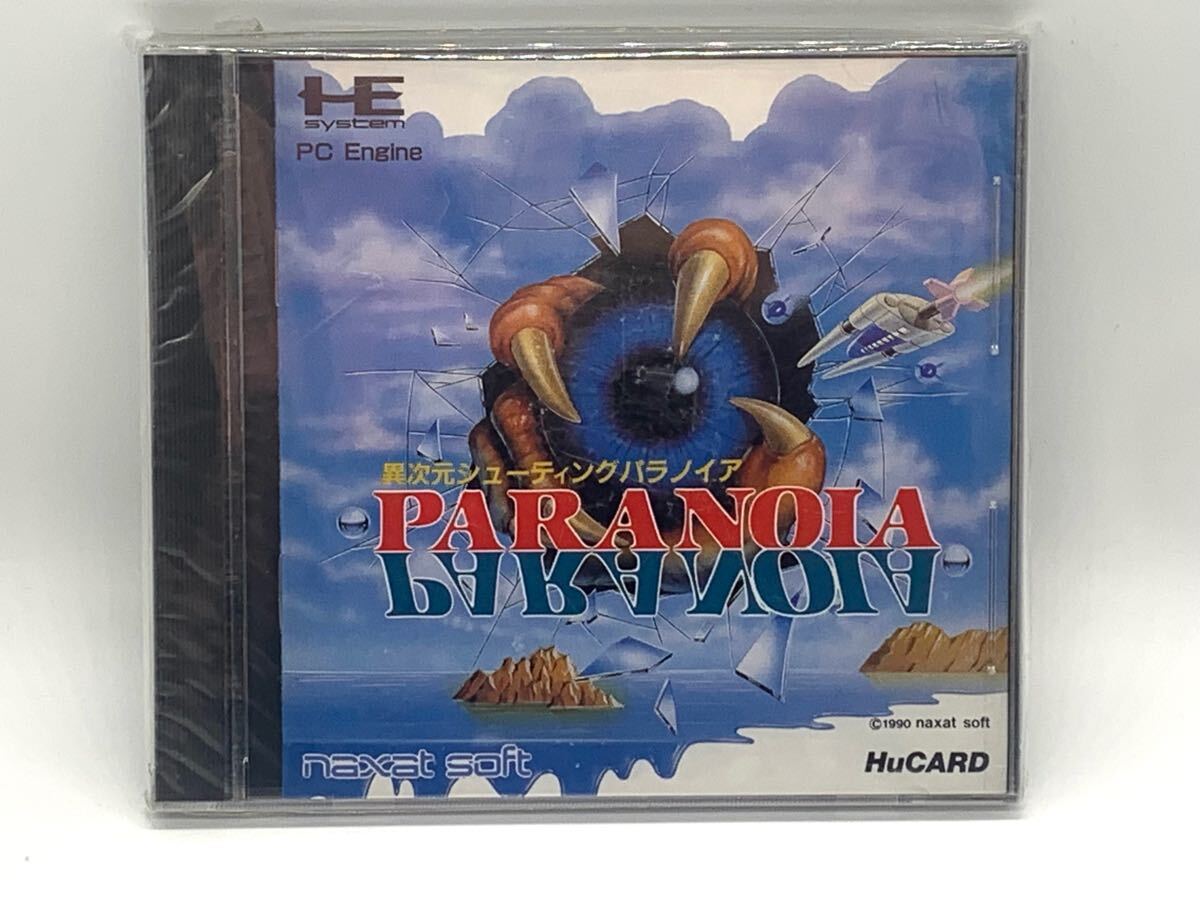 HE
system
PC Engine
異次元シューティングパラノイア
PARANOIA
PARANOIA
©1990 naxat soft
naxat soft
HuCARD